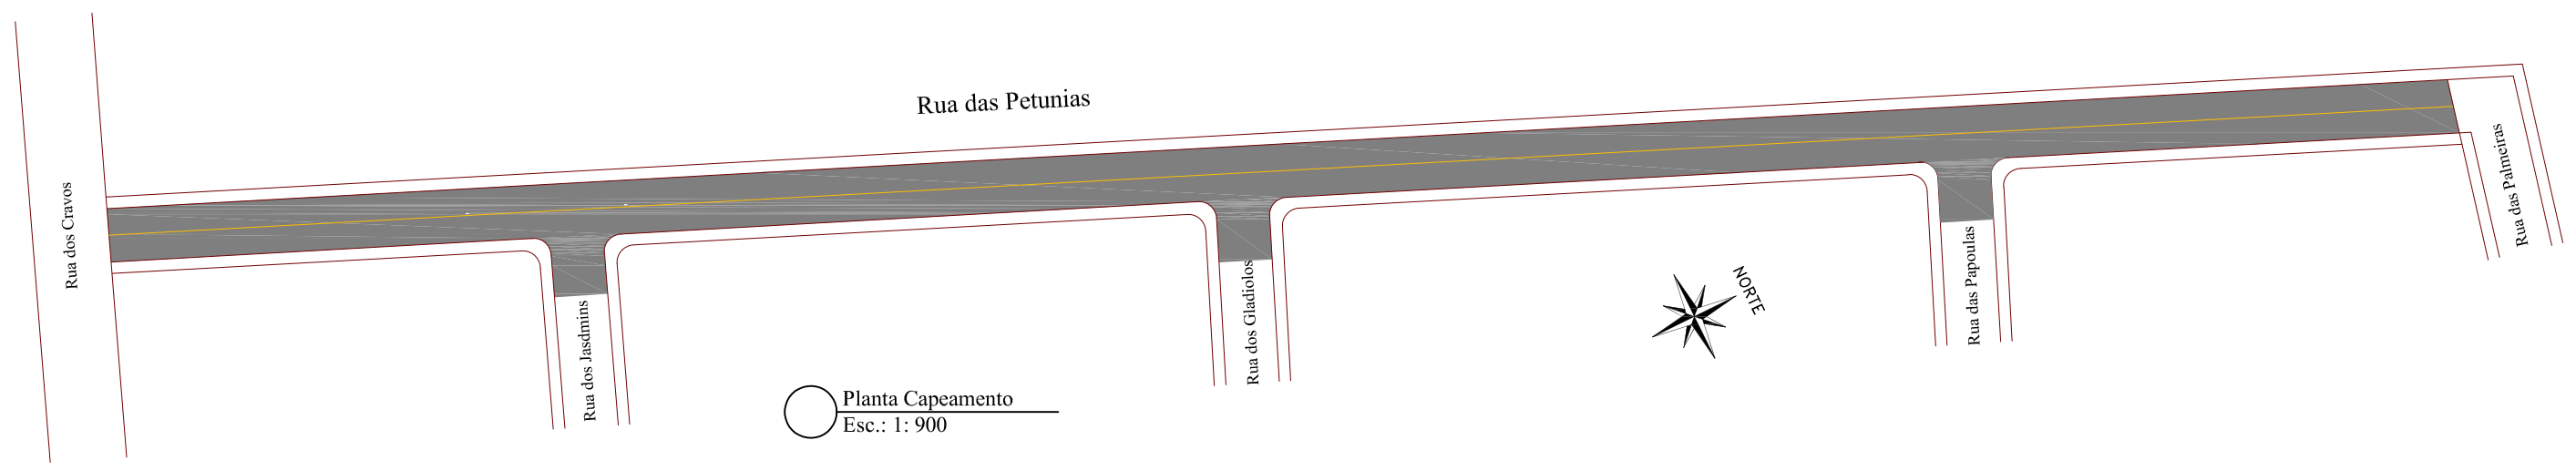 Rua das Petunias
Rua dos Cravos
Rua dos Jasdmins
Rua dos Gladiolos
Rua das Papoulas
Rua das Palmeiras
NORTE
Planta Capeamento
Esc.: 1: 900